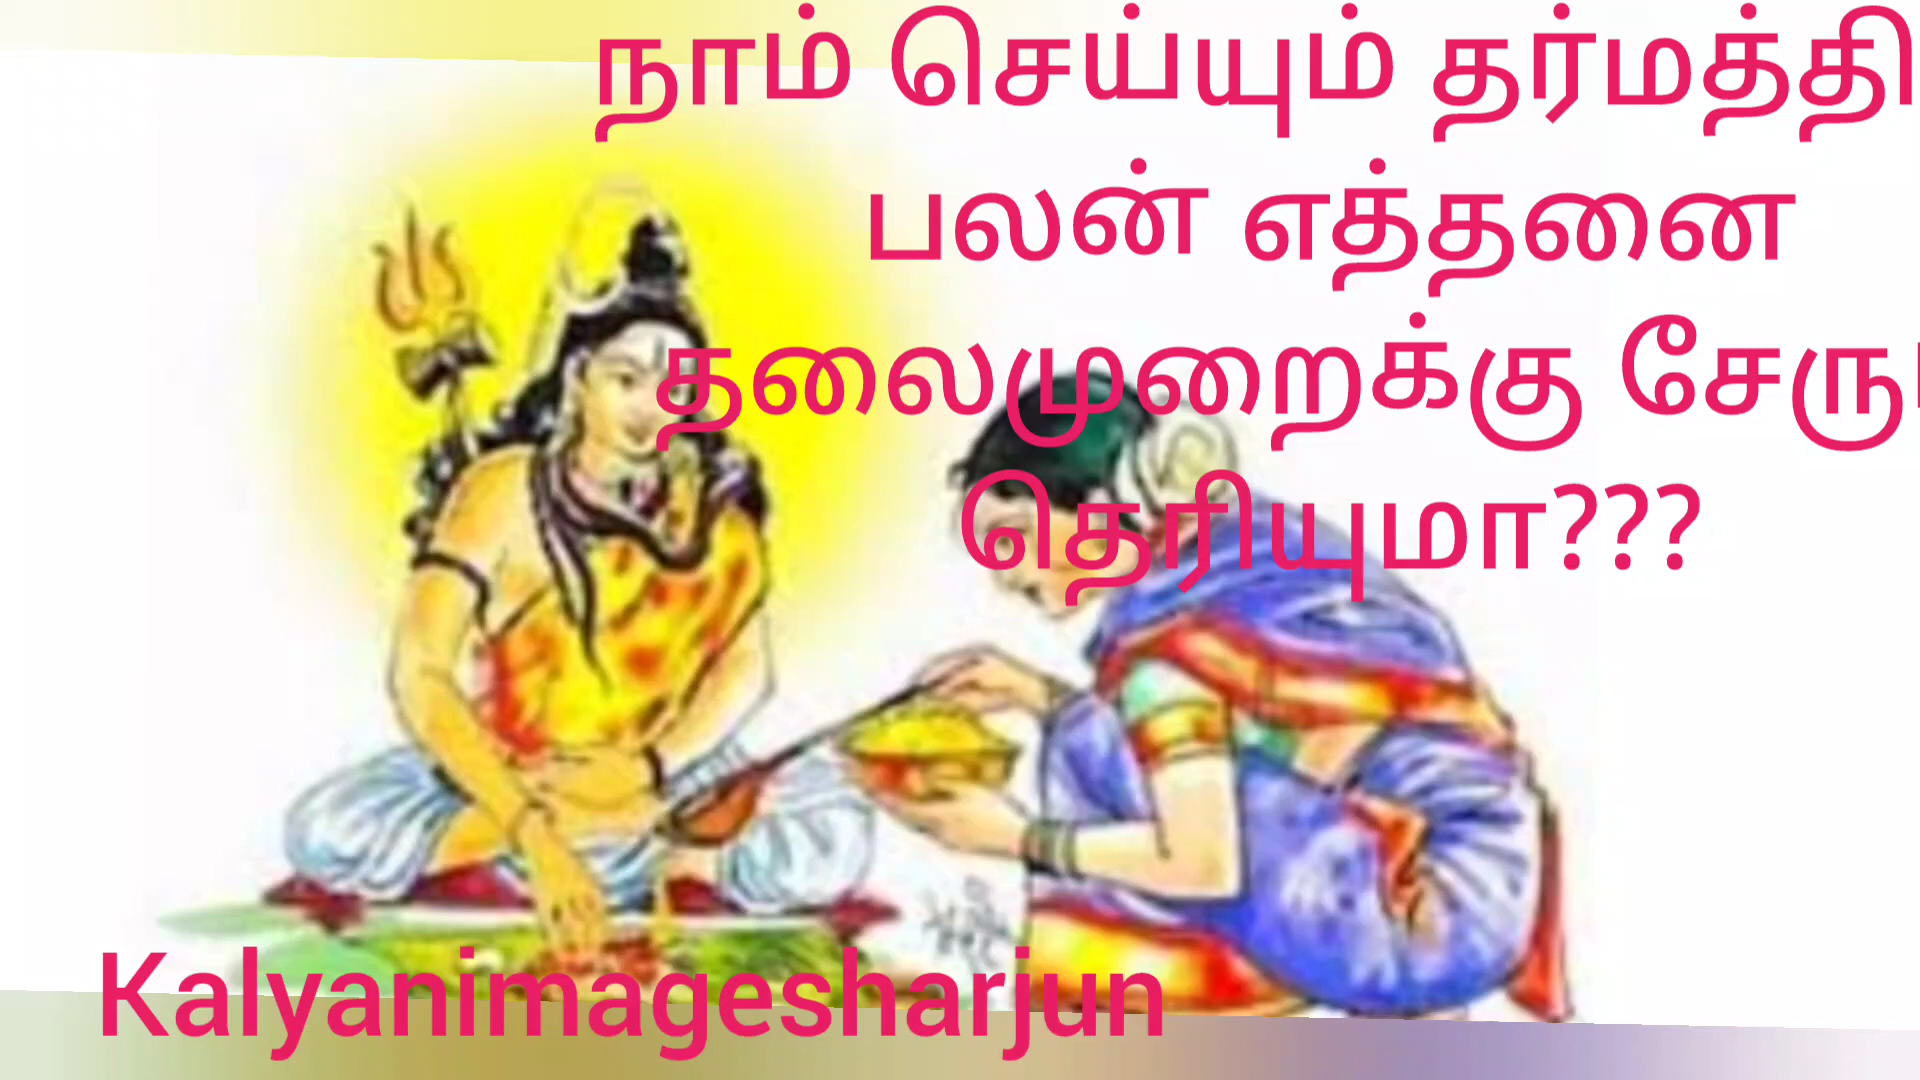 நாம் செய்யும் தர்மத்தி
பலன் எத்தனை
தலைமுறைக்கு சேரு
தெரியுமா???
Kalyanimagesharjun